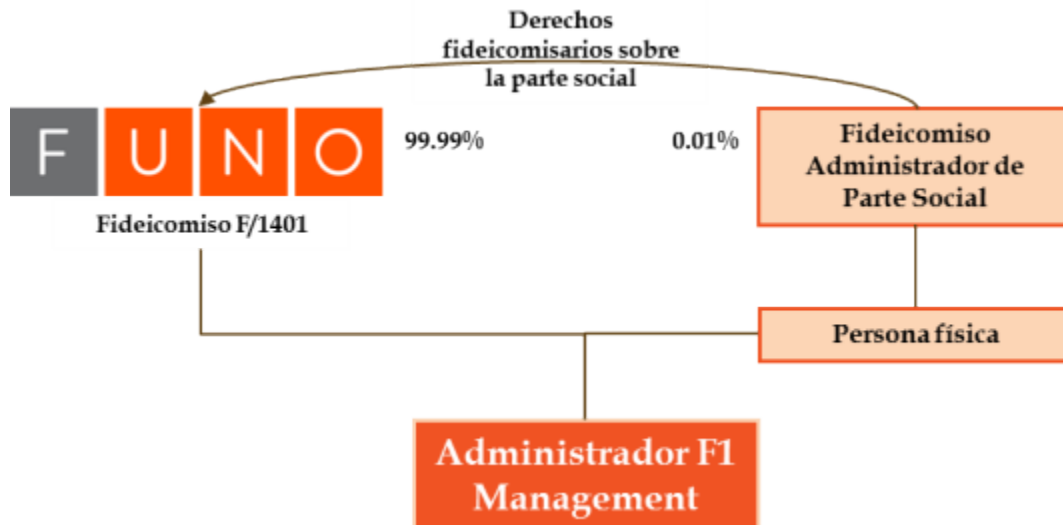 Derechos
fideicomisarios sobre
la parte social
FUNO
99.99%
0.01%
Fideicomiso
Administrador de
Parte Social
Fideicomiso F/1401
Persona física
Administrador F1
Management